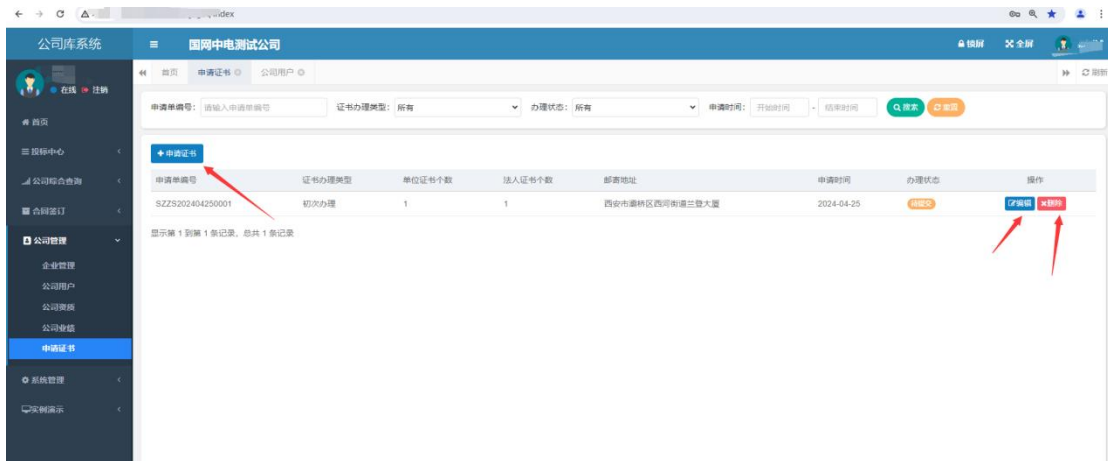 index
公司库系统
国网中电测试公司
锁屏
全屏
在线 注销
首页 申请证书 公司用户 刷新
申请单编号: 请输入申请单编号 证书办理类型: 所有 办理状态: 所有 申请时间: 开始时间 - 结束时间 搜索 重置
首页
投标中心
公司综合查询
合同签订
公司管理
企业管理
公司用户
公司资质
公司业绩
申请证书
系统管理
实例演示
+申请证书
申请单编号 证书办理类型 单位证书个数 法人证书个数 邮寄地址 申请时间 办理状态 操作
SZZS202404250001 初次办理 1 1 西安市灞桥区西河街道兰登大厦 2024-04-25 待提交 编辑 删除
显示第 1 到第 1 条记录，总共 1 条记录